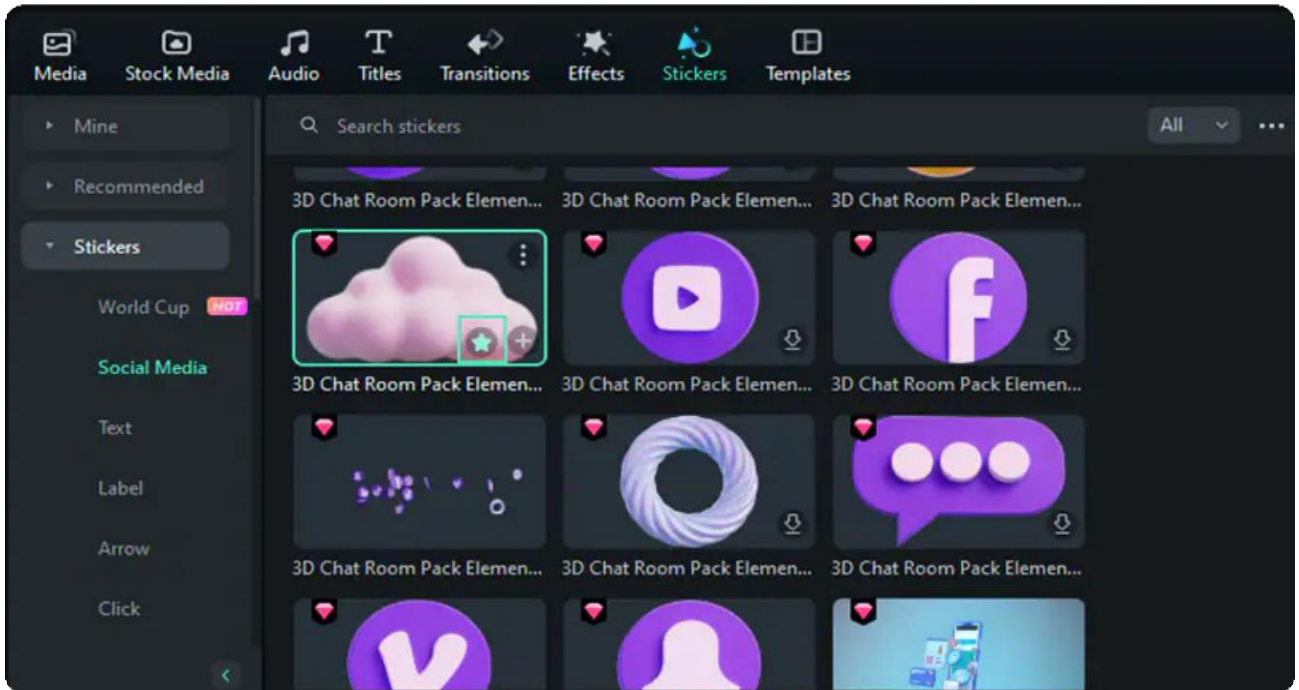 Media
Stock Media
Audio
Titles
Transitions
Effects
Stickers
Templates
Mine
Recommended
Stickers
World Cup HOT
Social Media
Text
Label
Arrow
Click
Search stickers
All
3D Chat Room Pack Elemen...
3D Chat Room Pack Elemen...
3D Chat Room Pack Elemen...
3D Chat Room Pack Elemen...
3D Chat Room Pack Elemen...
3D Chat Room Pack Elemen...
3D Chat Room Pack Elemen...
3D Chat Room Pack Elemen...
3D Chat Room Pack Elemen...